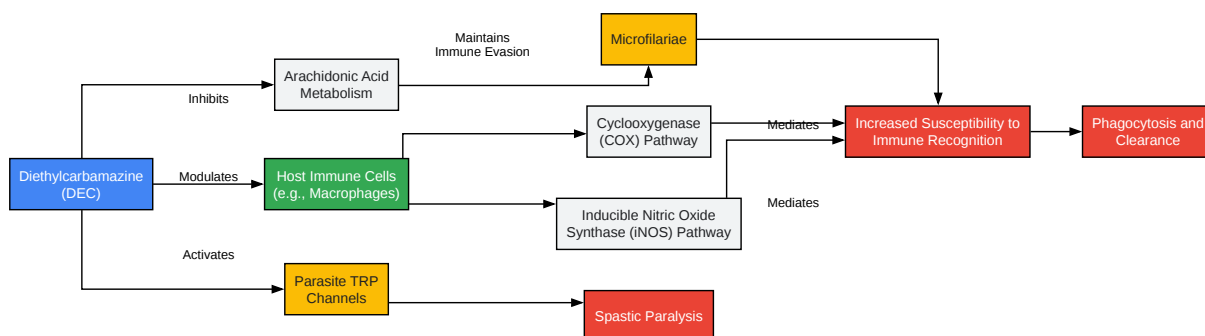 Maintains
Immune Evasion
Microfilariae
Arachidonic Acid
Metabolism
Inhibits
Cyclooxygenase
(COX) Pathway
Mediates
Increased Susceptibility to
Immune Recognition
Phagocytosis and
Clearance
Diethylcarbamazine
(DEC)
Modulates
Host Immune Cells
(e.g., Macrophages)
Inducible Nitric Oxide
Synthase (iNOS) Pathway
Mediates
Activates
Parasite TRP
Channels
Spastic Paralysis